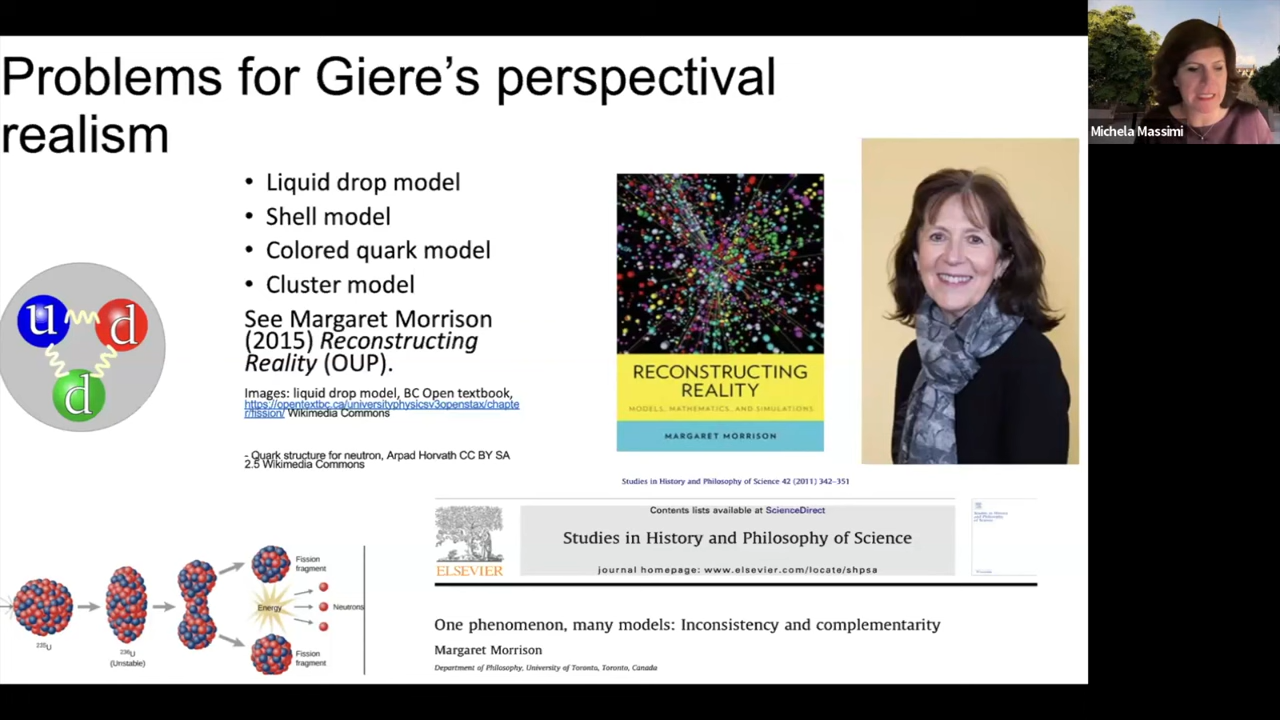 Problems for Giere's perspectival
realism
Michela Massimi
• Liquid drop model
• Shell model
• Colored quark model
• Cluster model
See Margaret Morrison
(2015) Reconstructing
Reality (OUP).
Images: liquid drop model, BC Open textbook,
https://opentextbc.ca/universityphysicsv3openstax/chapte
r/fission/ Wikimedia Commons
- Quark structure for neutron, Arpad Horvath CC BY SA
2.5 Wikimedia Commons
u
d
d
RECONSTRUCTING
REALITY
MODELS, MATHEMATICS, AND SIMULATIONS
MARGARET MORRISON
Studies in History and Philosophy of Science 42 (2011) 342–351
Contents lists available at ScienceDirect
Studies in History and Philosophy of Science
journal homepage: www.elsevier.com/locate/shpsa
ELSEVIER
One phenomenon, many models: Inconsistency and complementarity
Margaret Morrison
Department of Philosophy, University of Toronto, Toronto, Canada
Fission
fragment
Energy
Neutrons
²³⁵U
²³⁶U
(Unstable)
Fission
fragment